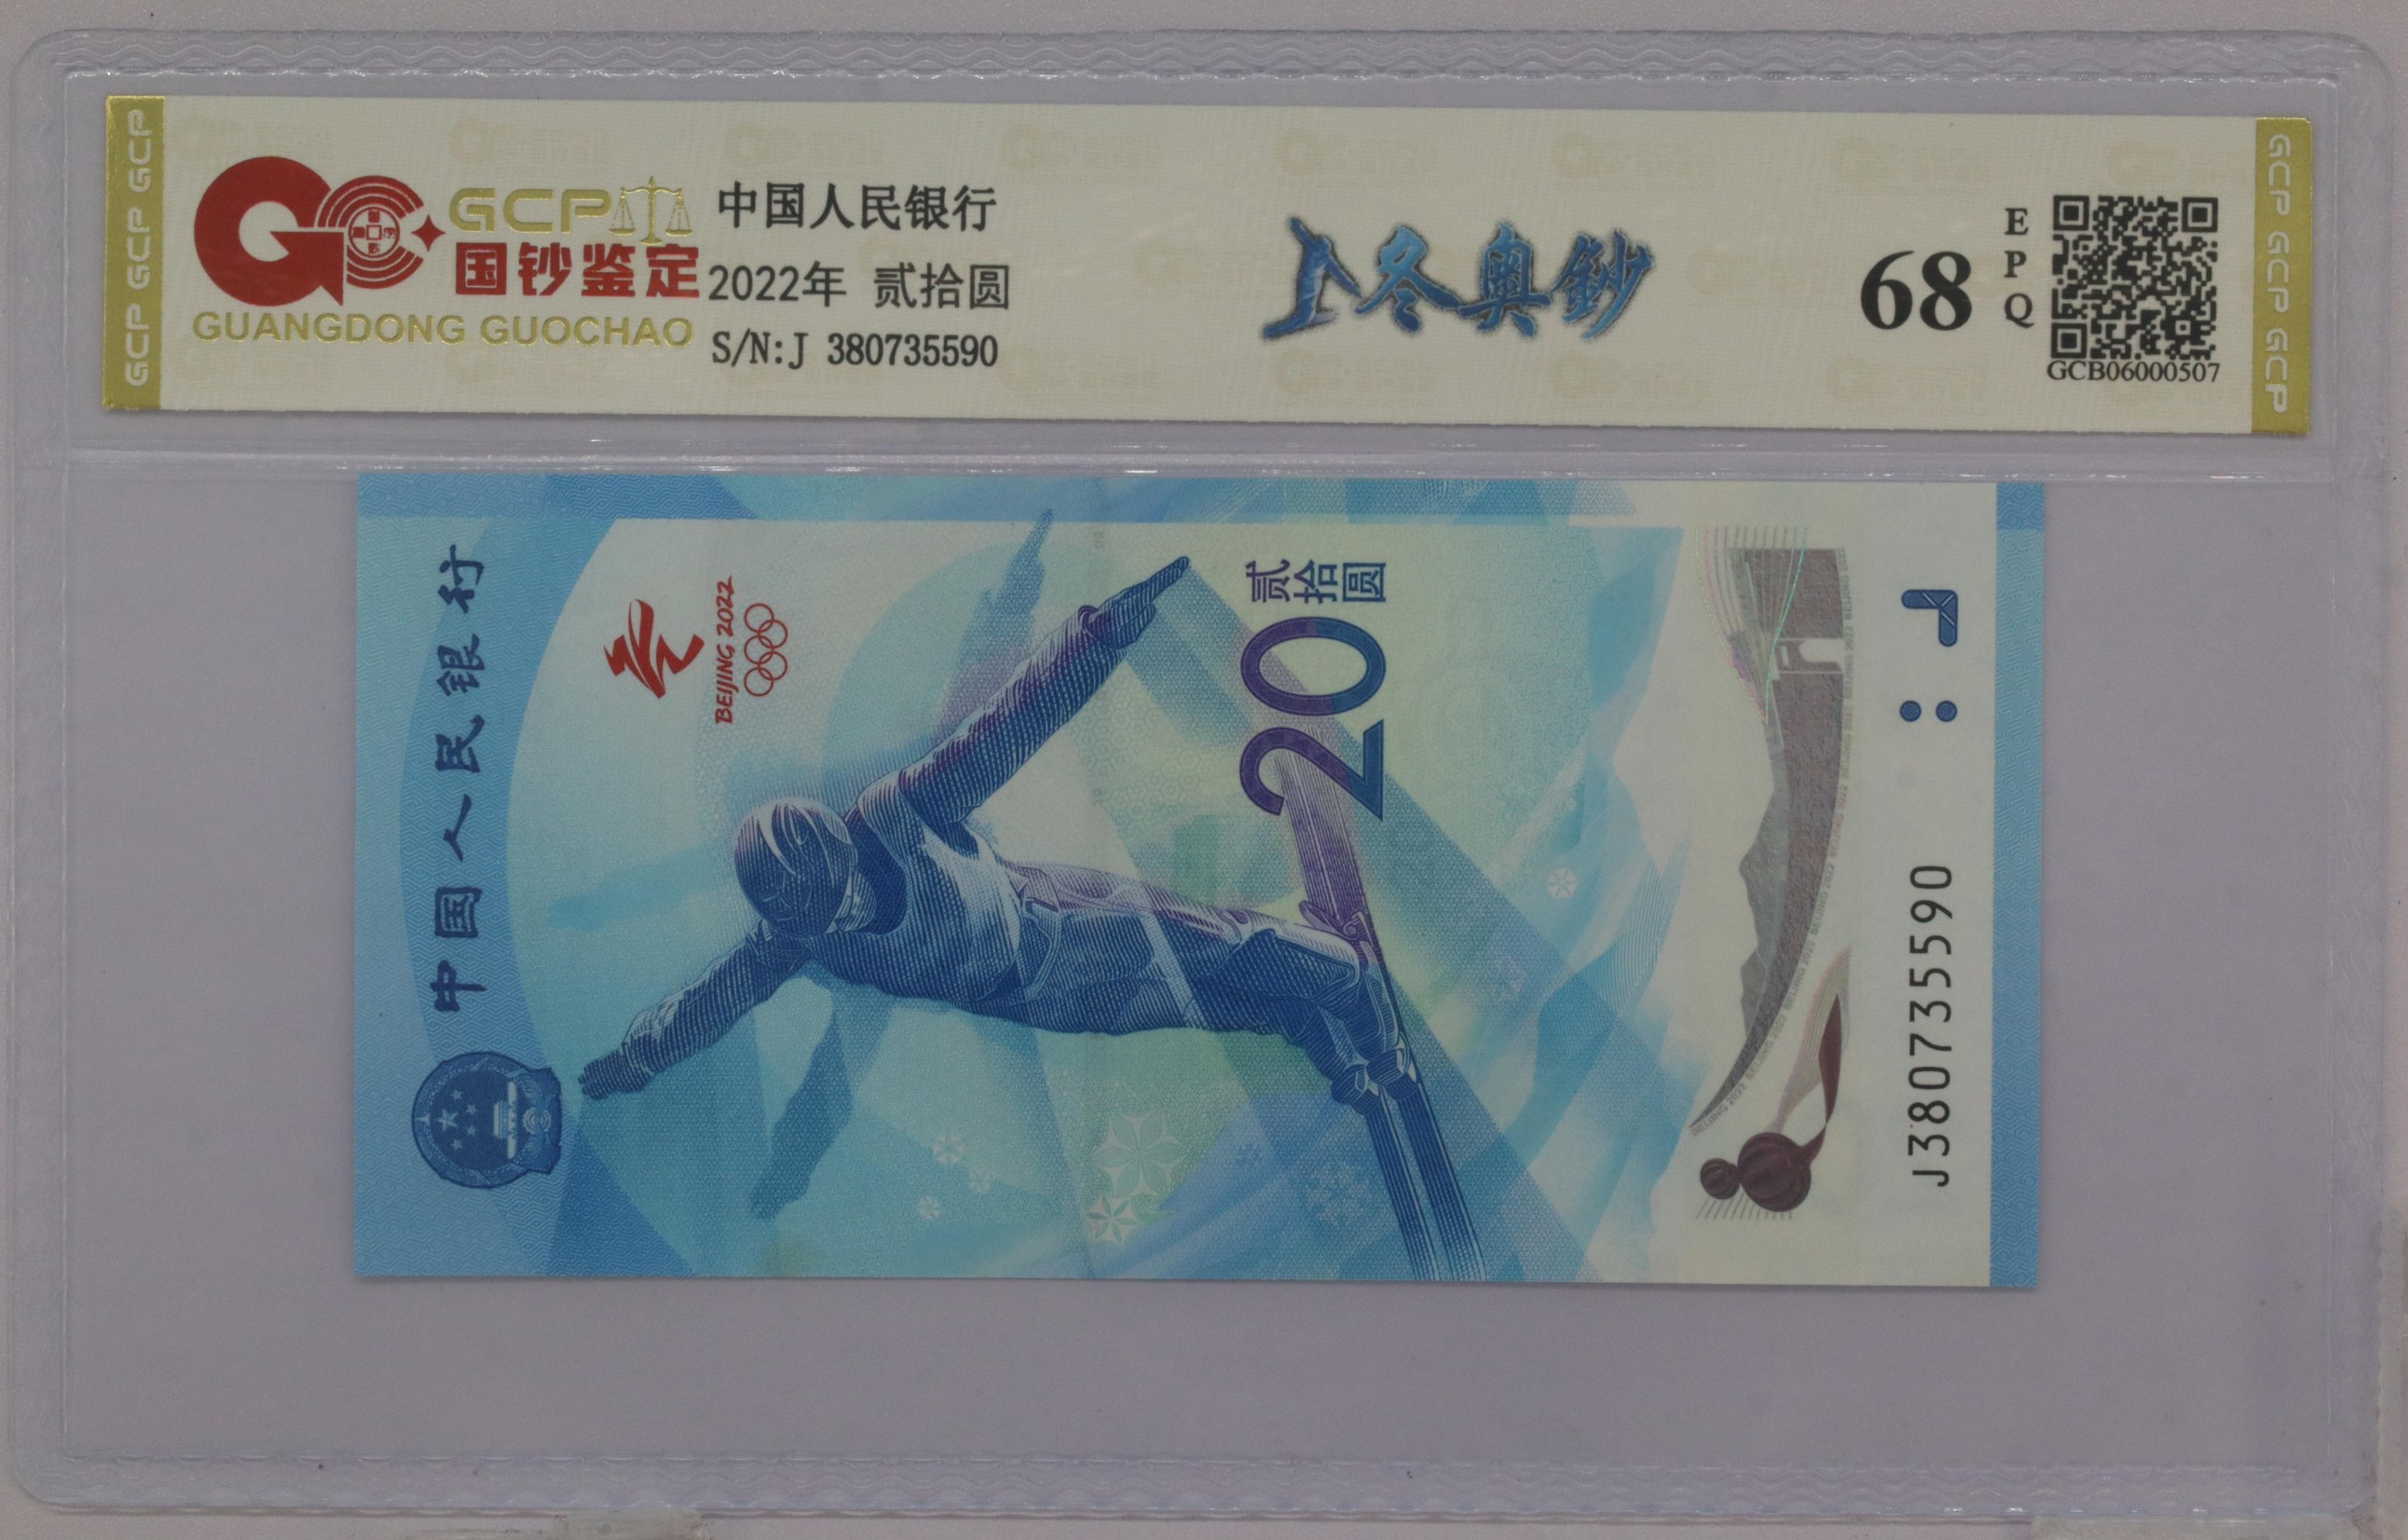 GCP GCP GCP
GCP
国钞鉴定
GUANGDONG GUOCHAO
中国人民银行
2022年 贰拾圆
S/N:J 380735590
冬奥鈔
68
EPQ
GCB06000507
GCP GCP GCP
中国人民银行
BEIJING 2022
贰拾圆
20
J380735590